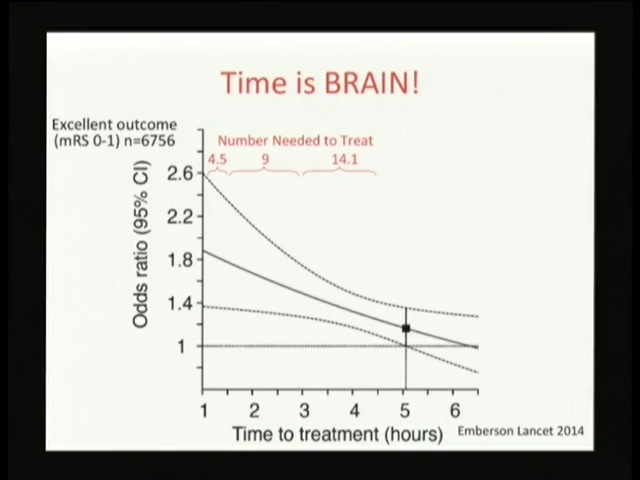 Time is BRAIN!
Excellent outcome
(mRS 0-1) n=6756
Number Needed to Treat
4.5 9 14.1
Odds ratio (95% CI)
2.6
2.2
1.8
1.4
1
1 2 3 4 5 6
Time to treatment (hours)
Emberson Lancet 2014